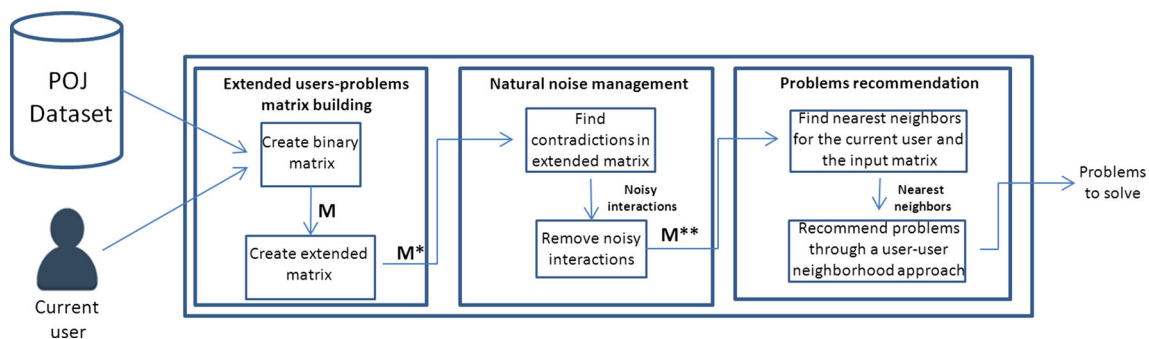 POJ
Dataset
Current
user
Extended users-problems
matrix building
Create binary
matrix
M
Create extended
matrix
M*
Natural noise management
Find
contradictions in
extended matrix
Noisy
interactions
Remove noisy
interactions
M**
Problems recommendation
Find nearest neighbors
for the current user and
the input matrix
Nearest
neighbors
Recommend problems
through a user-user
neighborhood approach
Problems
to solve